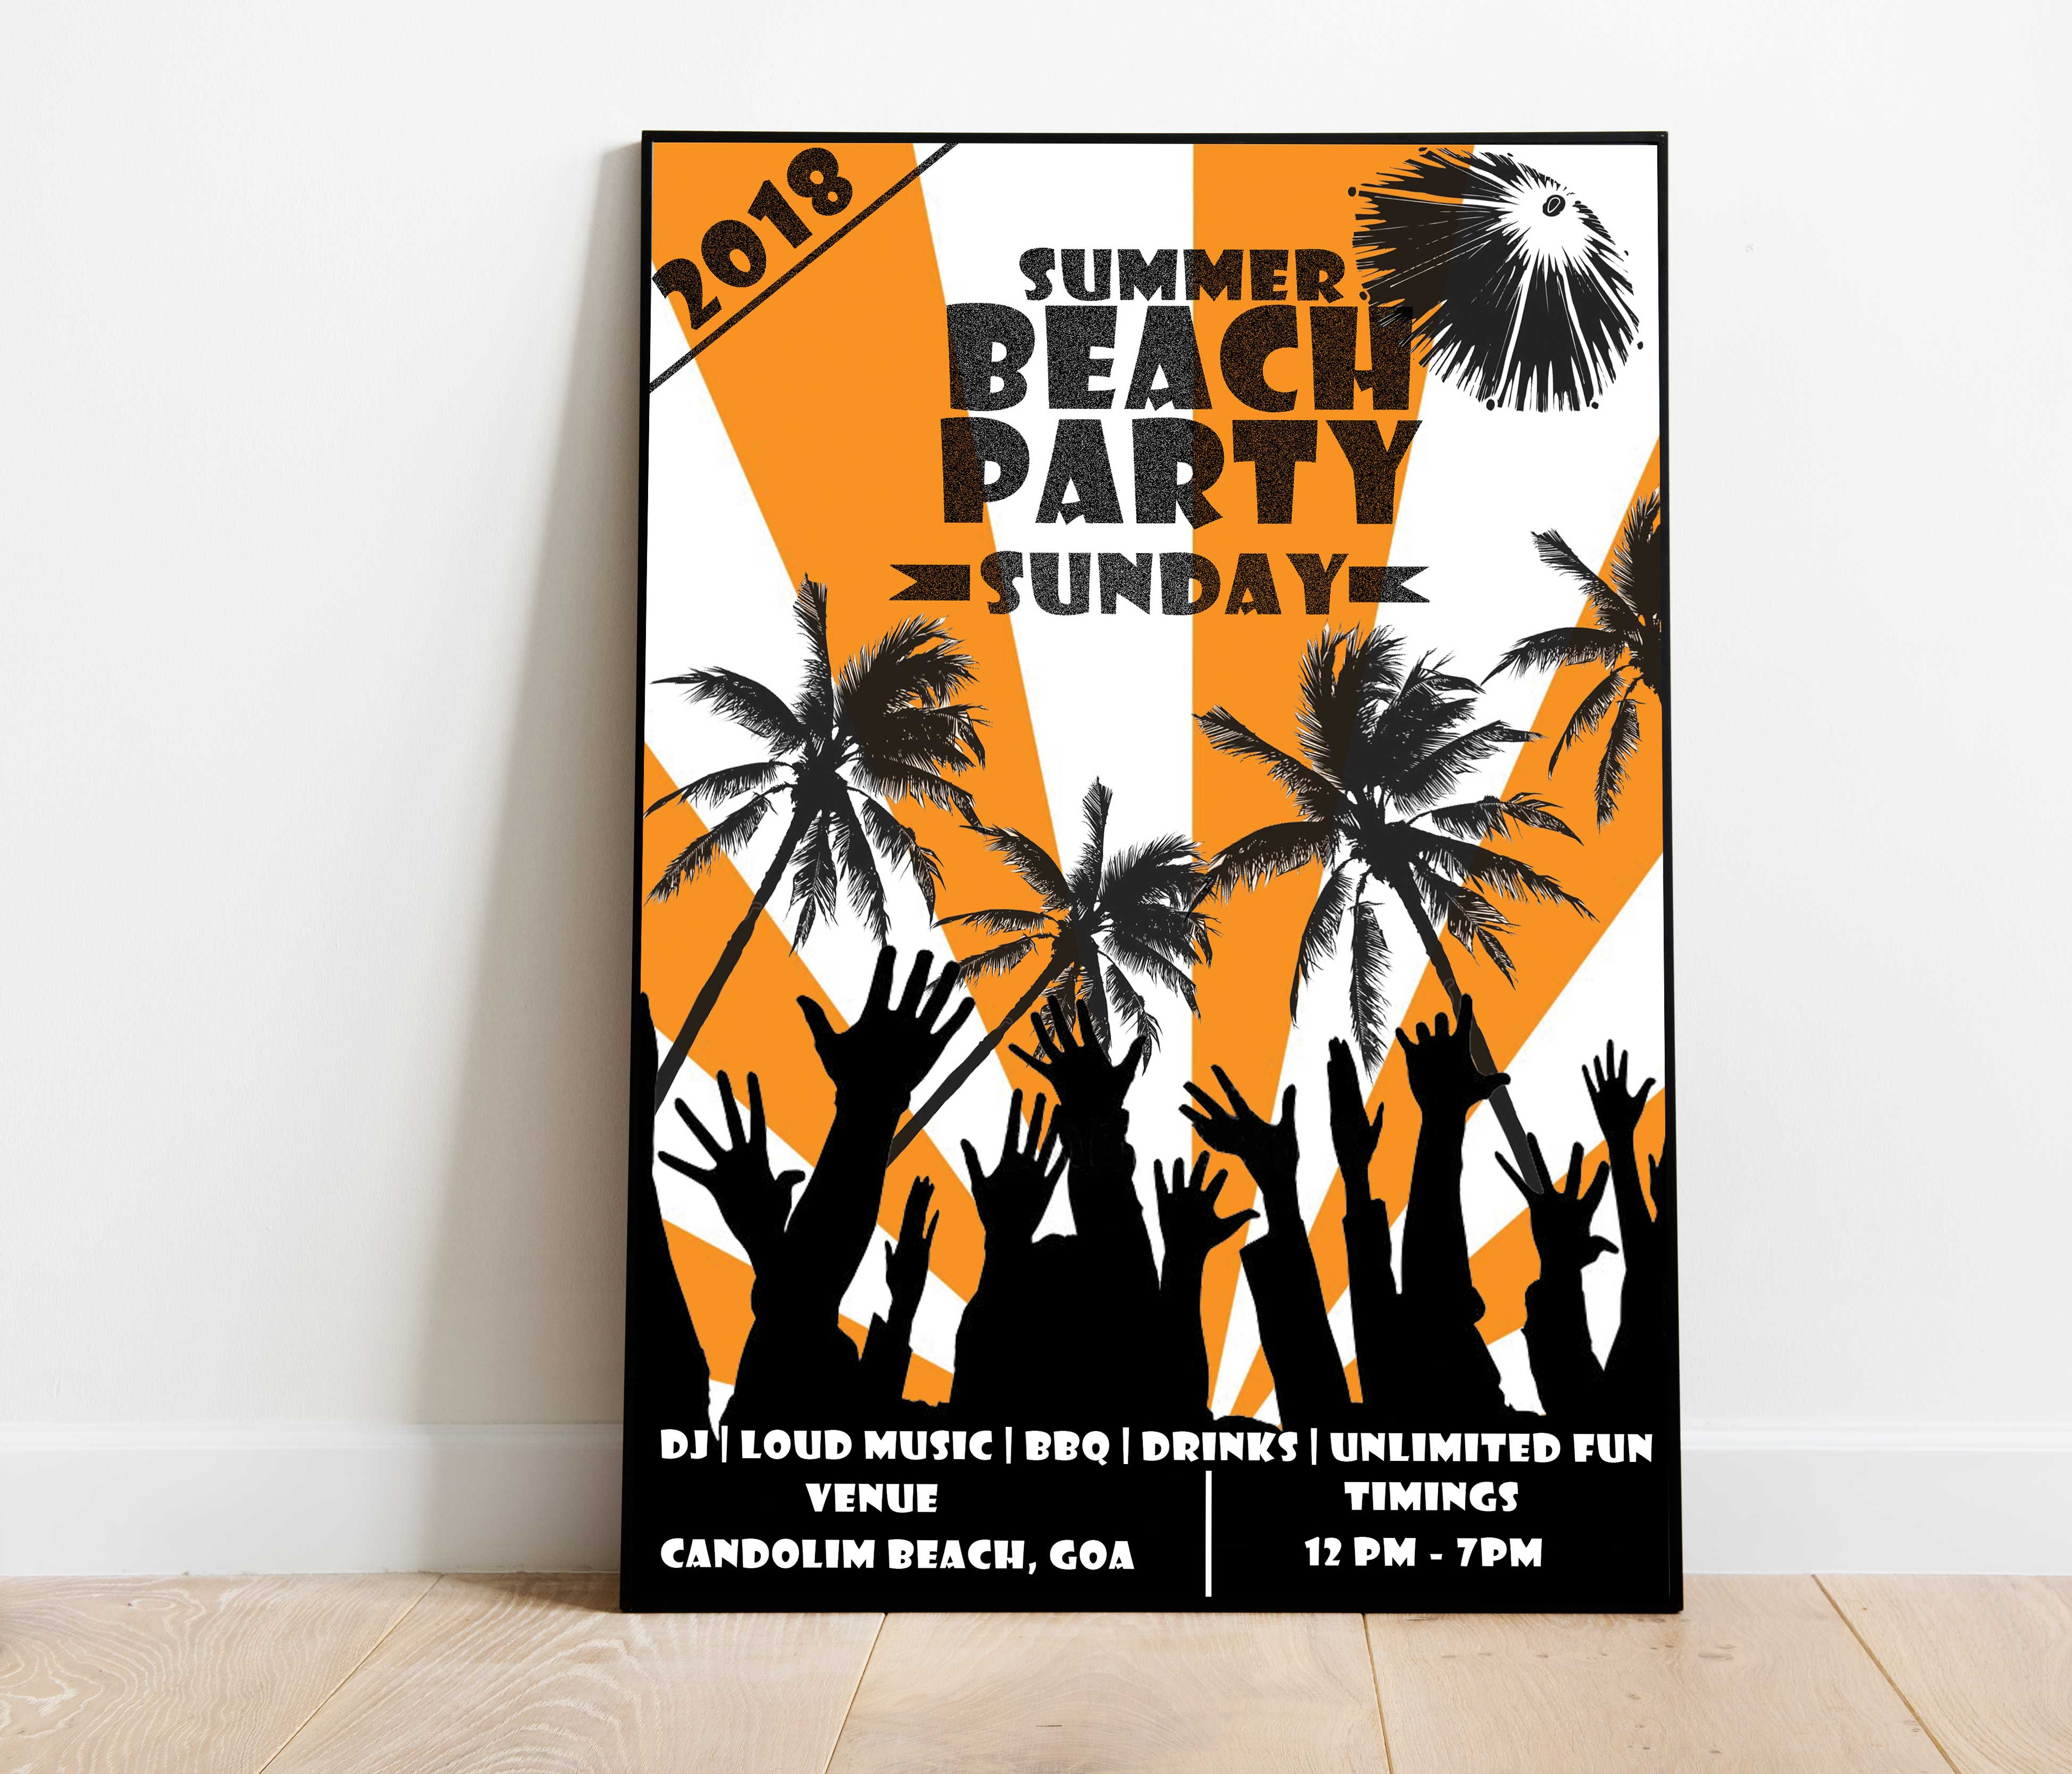 2018
SUMMER
BEACH
PARTY
SUNDAY
DJ | LOUD MUSIC | BBQ | DRINKS | UNLIMITED FUN
VENUE
CANDOLIM BEACH, GOA
TIMINGS
12 PM - 7PM